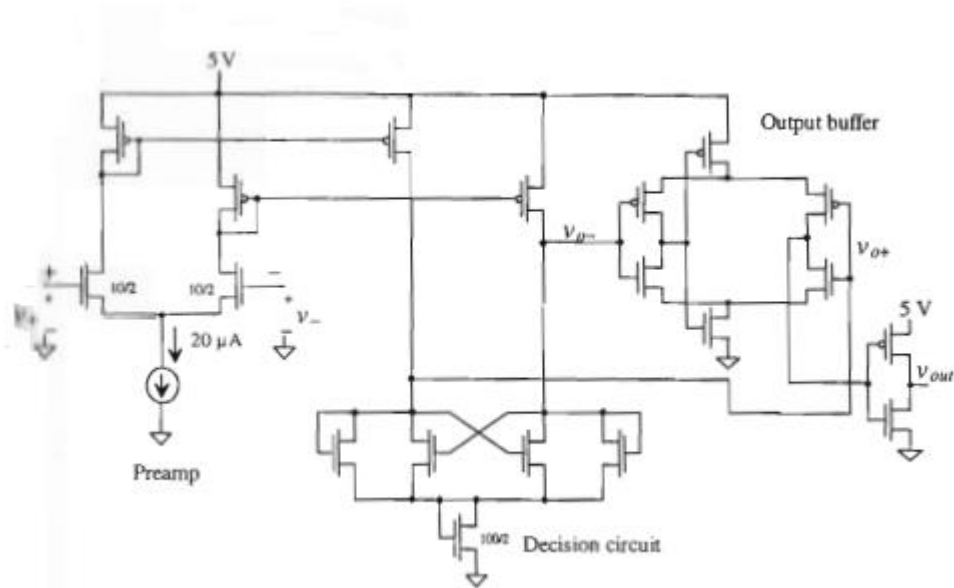 5 V
Output buffer
v_{o-}
v_{o+}
+
10/2
10/2
−
+
v_−
−
20 μA
5 V
v_{out}
Preamp
100/2
Decision circuit